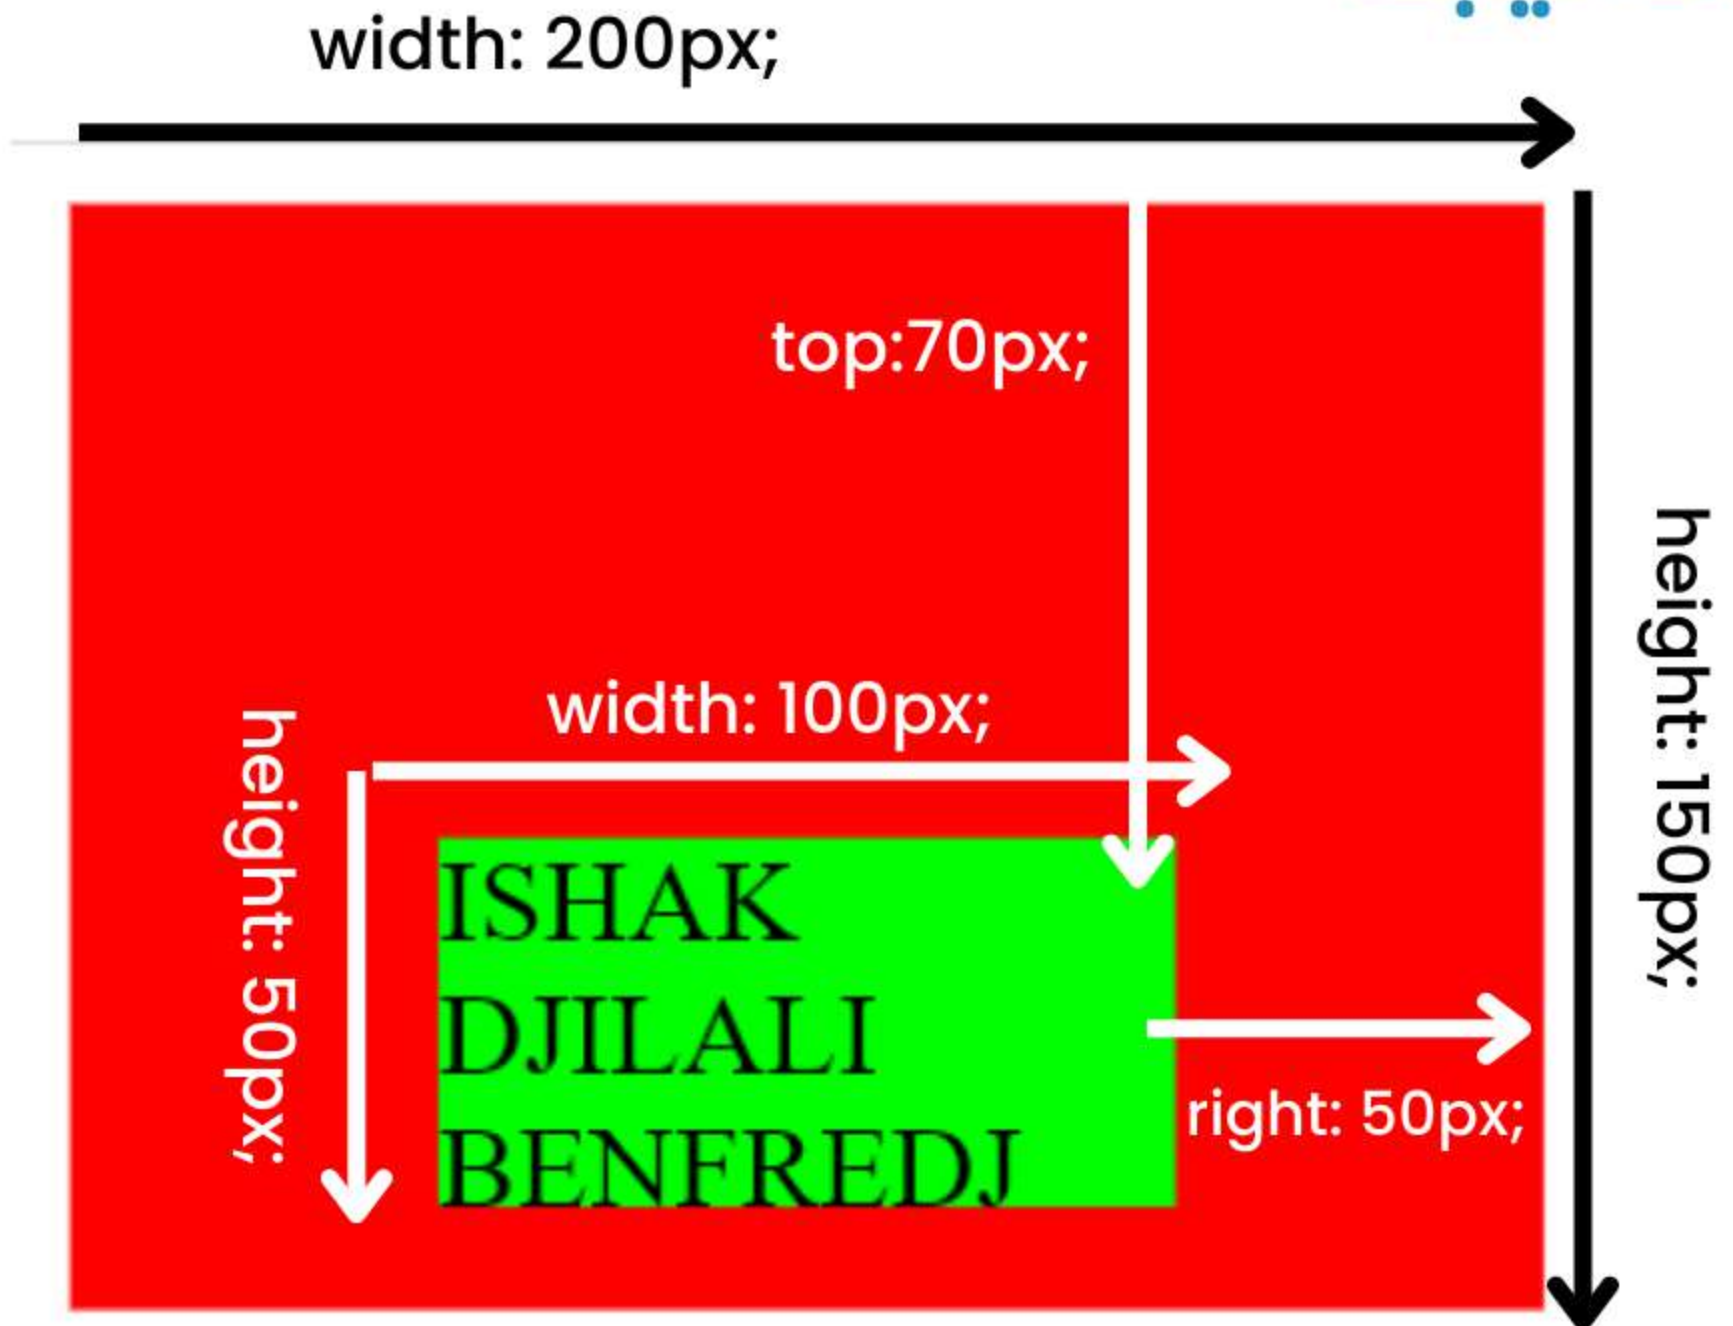 width: 200px;
top:70px;
height: 150px;
width: 100px;
height: 50px;
ISHAK
DJILALI
BENFREDJ
right: 50px;